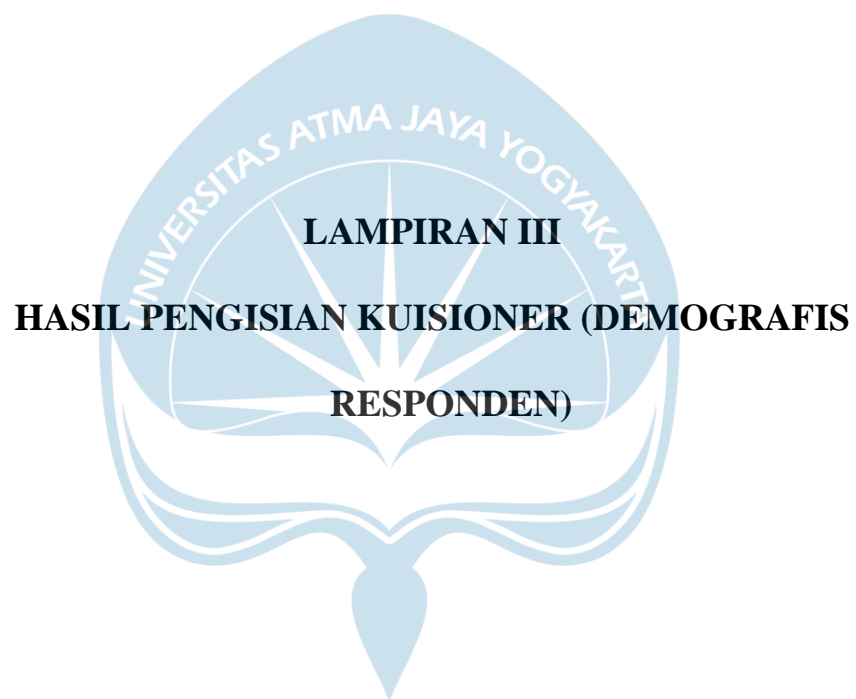 UNIVERSITAS ATMA JAYA YOGYAKARTA
LAMPIRAN III
HASIL PENGISIAN KUISIONER (DEMOGRAFIS
RESPONDEN)